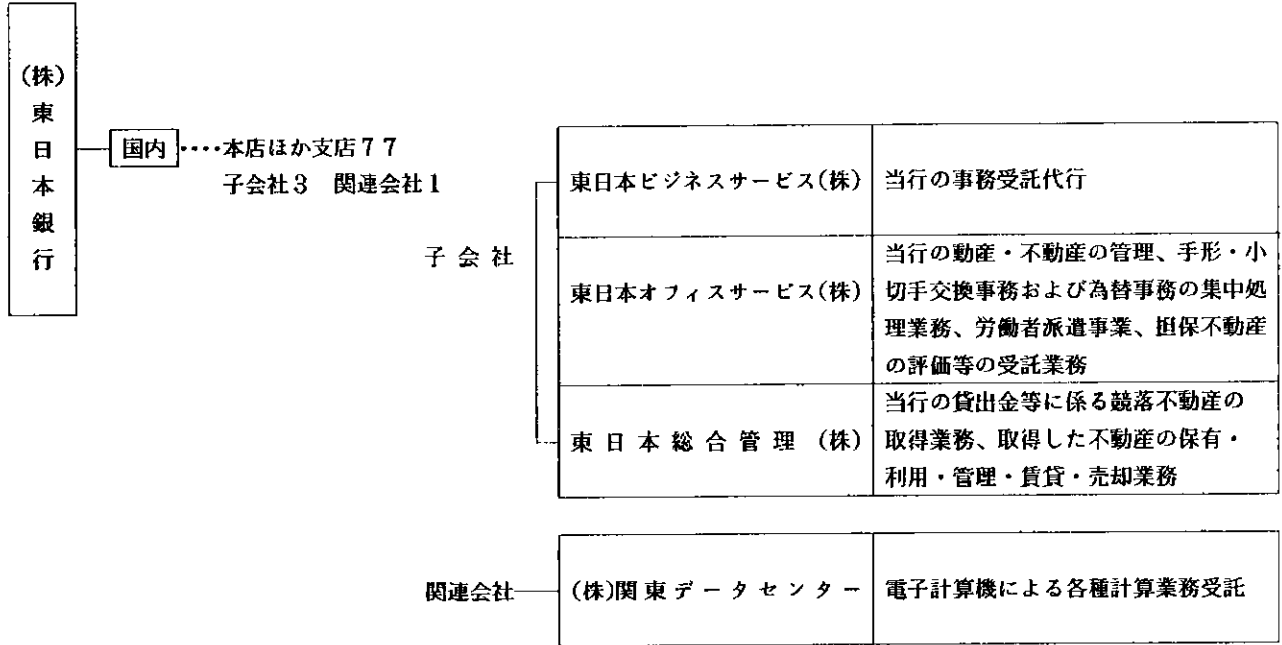 (株)東日本銀行
国内‥‥本店ほか支店77
子会社3 関連会社1
子会社
東日本ビジネスサービス(株) 当行の事務受託代行
東日本オフィスサービス(株) 当行の動産・不動産の管理、手形・小
切手交換事務および為替事務の集中処
理業務、労働者派遣事業、担保不動産
の評価等の受託業務
東日本総合管理(株) 当行の貸出金等に係る競落不動産の
取得業務、取得した不動産の保有・
利用・管理・賃貸・売却業務
関連会社 (株)関東データセンター 電子計算機による各種計算業務受託